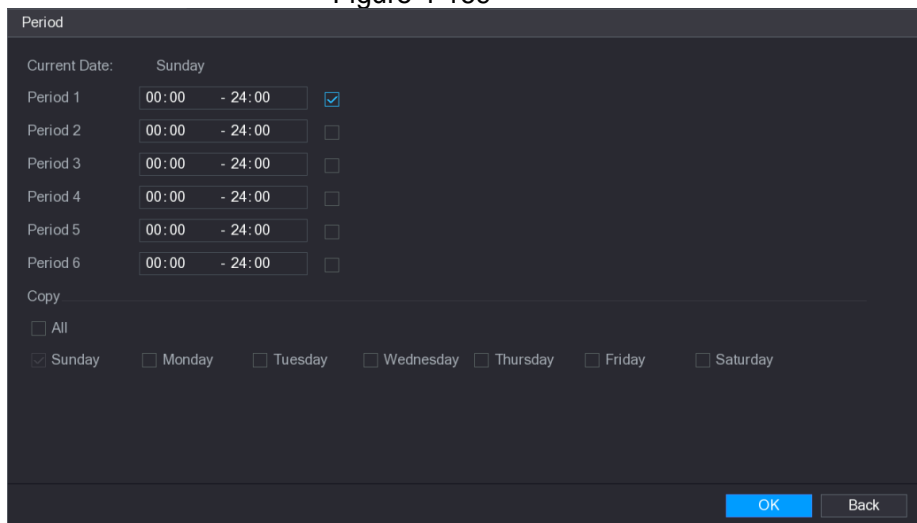 Period
Current Date: Sunday
Period 1 00:00 - 24:00
Period 2 00:00 - 24:00
Period 3 00:00 - 24:00
Period 4 00:00 - 24:00
Period 5 00:00 - 24:00
Period 6 00:00 - 24:00
Copy
All
Sunday Monday Tuesday Wednesday Thursday Friday Saturday
OK Back